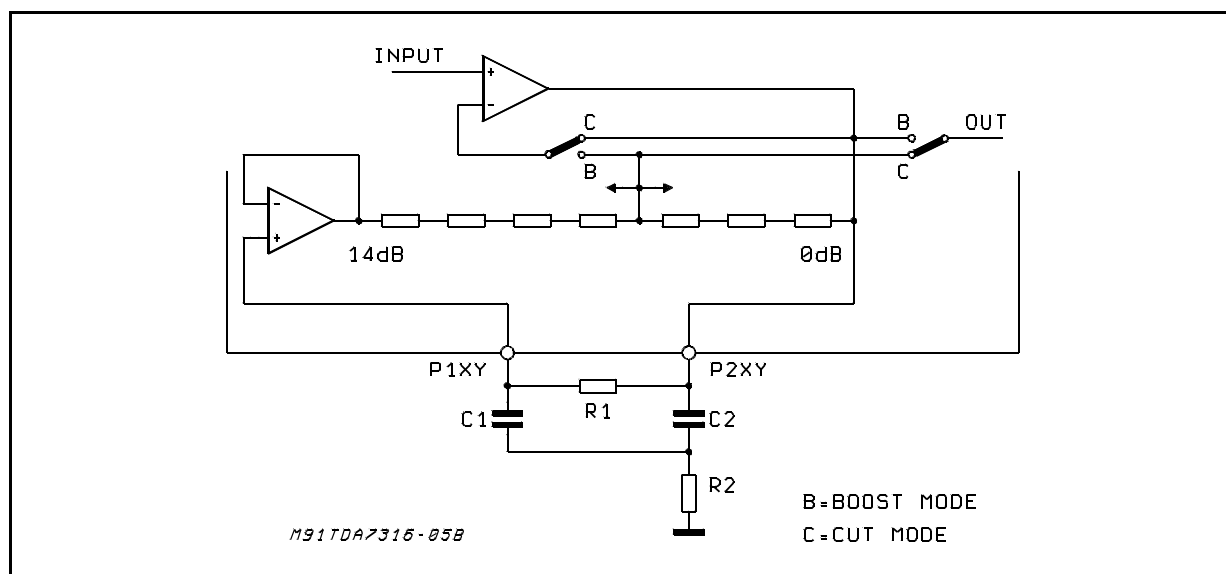 INPUT
+
-
C
B
OUT
B
C
-
+
14dB
0dB
P1XY
P2XY
R1
C1
C2
R2
B=BOOST MODE
C=CUT MODE
M91TDA7316-05B